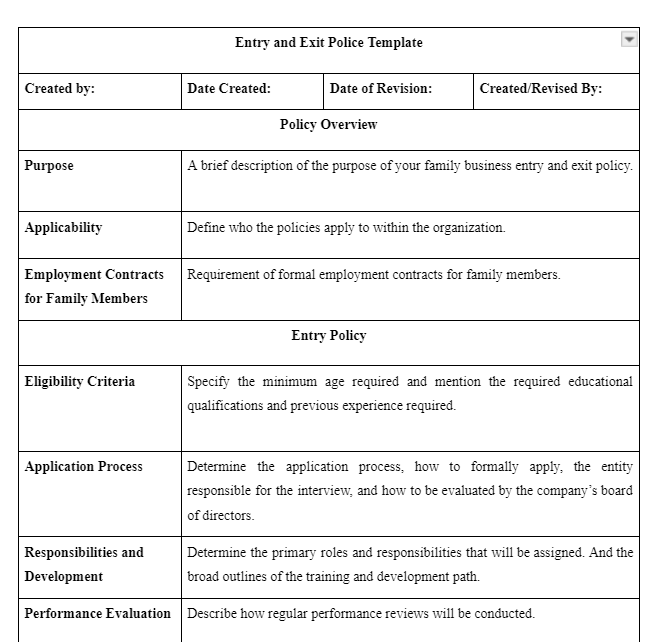 Entry and Exit Police Template
Created by: Date Created: Date of Revision: Created/Revised By:
Policy Overview
Purpose A brief description of the purpose of your family business entry and exit policy.
Applicability Define who the policies apply to within the organization.
Employment Contracts Requirement of formal employment contracts for family members.
for Family Members
Entry Policy
Eligibility Criteria Specify the minimum age required and mention the required educational
qualifications and previous experience required.
Application Process Determine the application process, how to formally apply, the entity
responsible for the interview, and how to be evaluated by the company’s board
of directors.
Responsibilities and Determine the primary roles and responsibilities that will be assigned. And the
Development broad outlines of the training and development path.
Performance Evaluation Describe how regular performance reviews will be conducted.